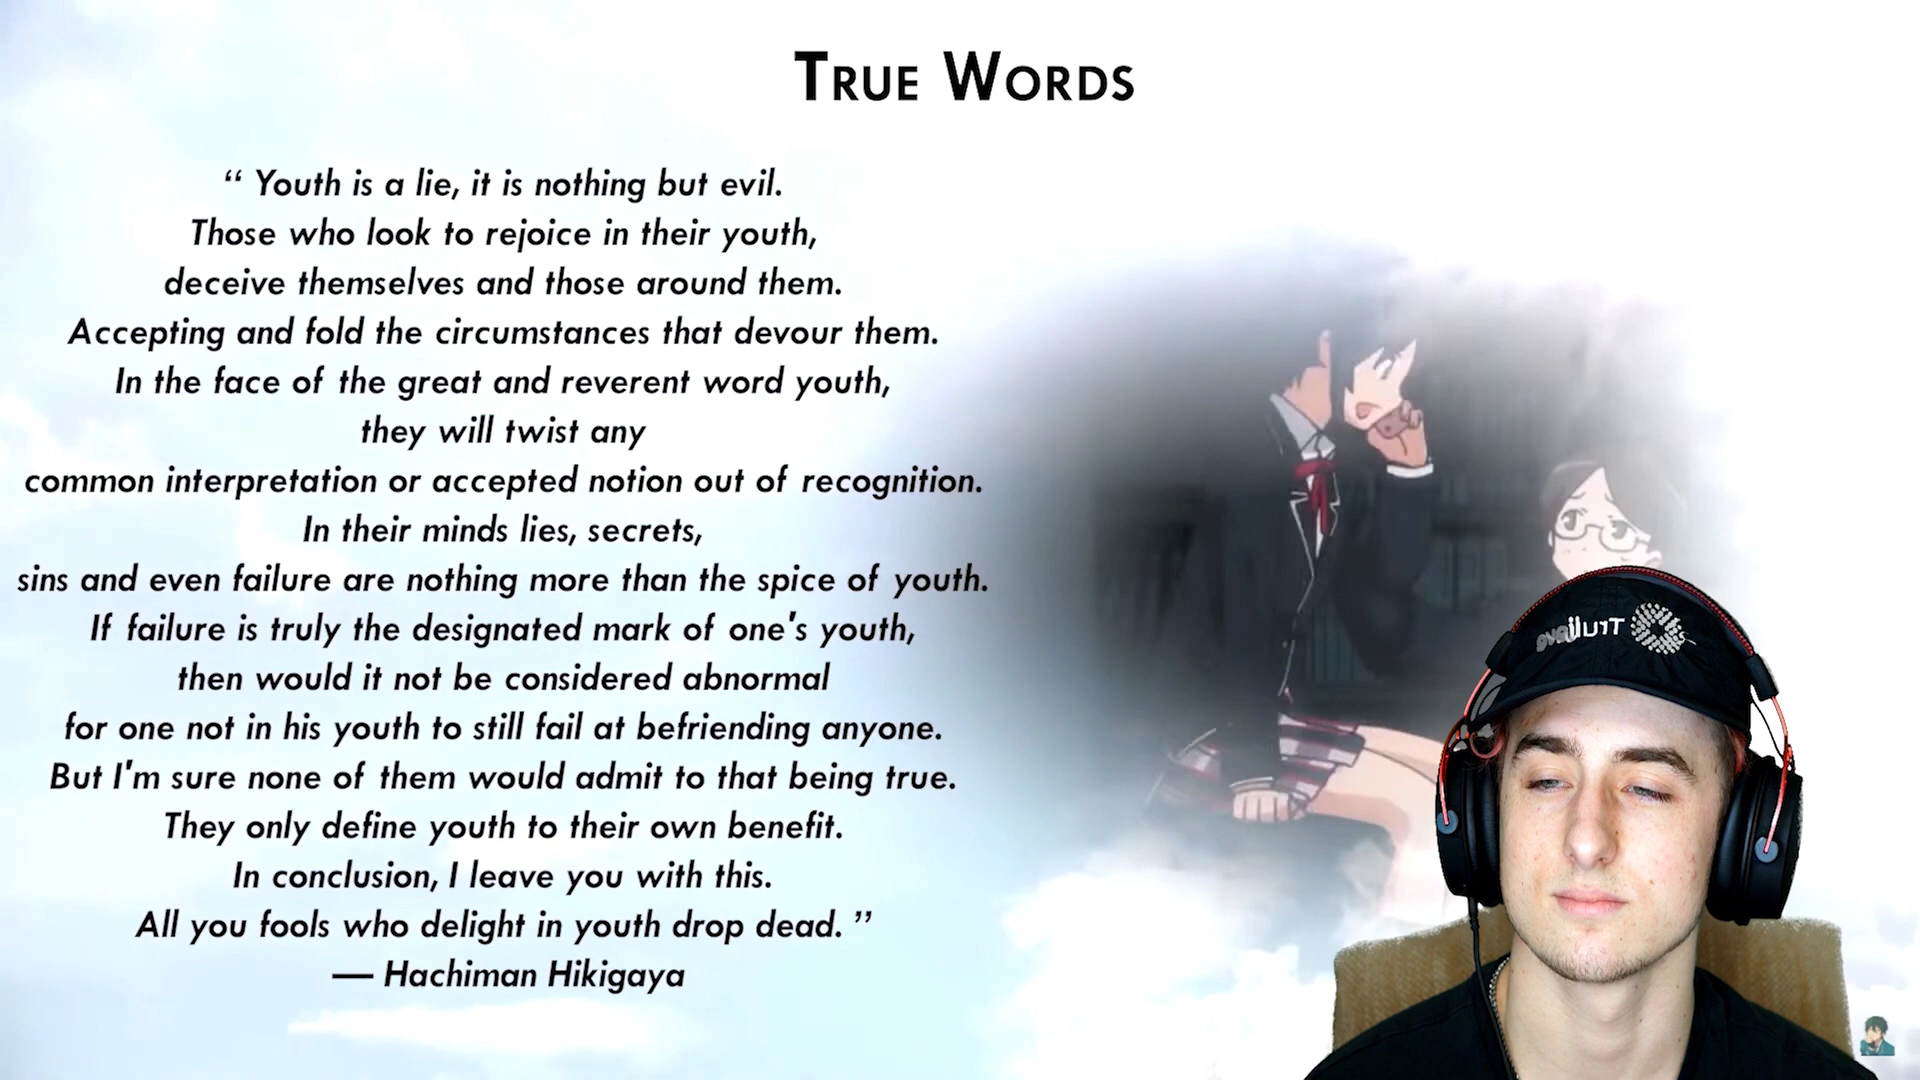 True Words
“ Youth is a lie, it is nothing but evil.
Those who look to rejoice in their youth,
deceive themselves and those around them.
Accepting and fold the circumstances that devour them.
In the face of the great and reverent word youth,
they will twist any
common interpretation or accepted notion out of recognition.
In their minds lies, secrets,
sins and even failure are nothing more than the spice of youth.
If failure is truly the designated mark of one's youth,
then would it not be considered abnormal
for one not in his youth to still fail at befriending anyone.
But I'm sure none of them would admit to that being true.
They only define youth to their own benefit.
In conclusion, I leave you with this.
All you fools who delight in youth drop dead. ”
— Hachiman Hikigaya
Trulieve